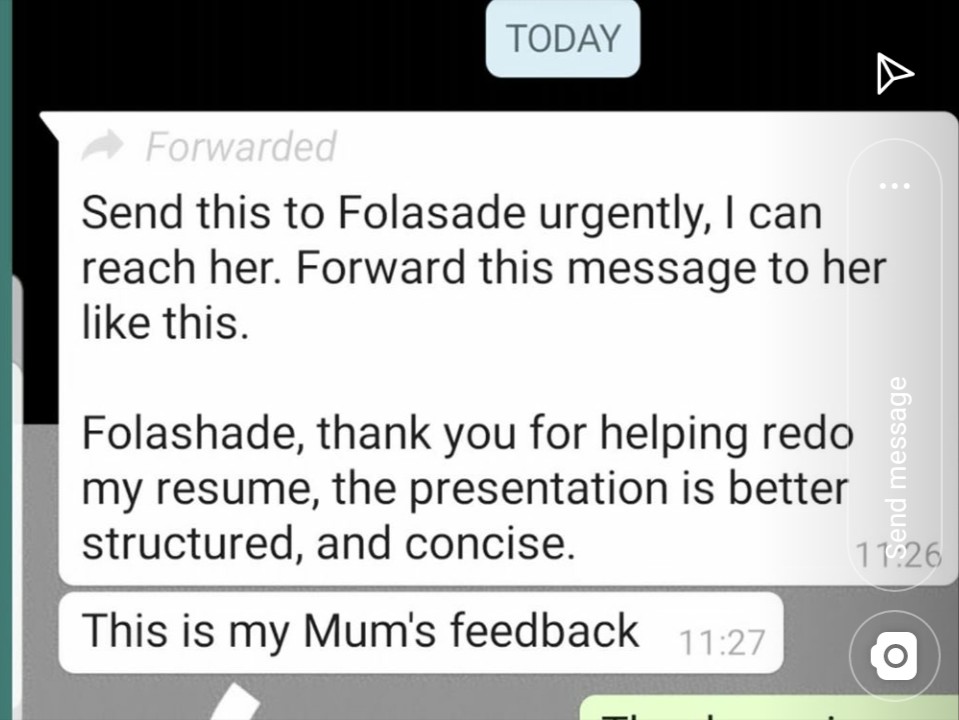 TODAY
Forwarded
Send this to Folasade urgently, I can
reach her. Forward this message to her
like this.
Folashade, thank you for helping redo
my resume, the presentation is better
structured, and concise.
11:26
This is my Mum's feedback 11:27
Send message